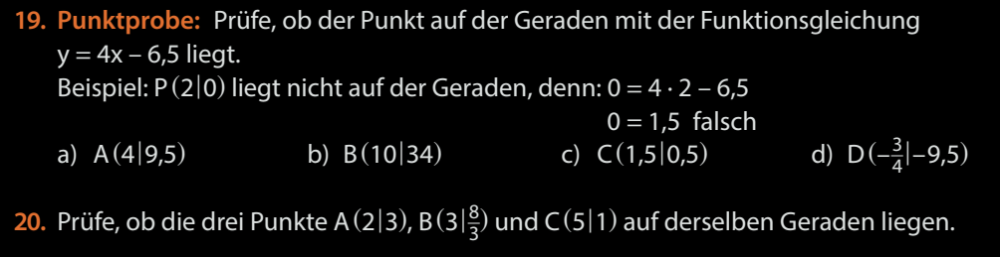 19. Punktprobe: Prüfe, ob der Punkt auf der Geraden mit der Funktionsgleichung
y = 4x – 6,5 liegt.
Beispiel: P(2|0) liegt nicht auf der Geraden, denn: 0 = 4 · 2 – 6,5
0 = 1,5 falsch
a) A(4|9,5) b) B(10|34) c) C(1,5|0,5) d) D(–3/4|–9,5)
20. Prüfe, ob die drei Punkte A(2|3), B(3|8/3) und C(5|1) auf derselben Geraden liegen.